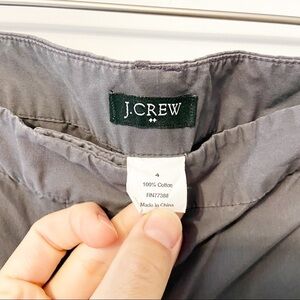 J.CREW
4
100% Cotton
RN77388
Made in China